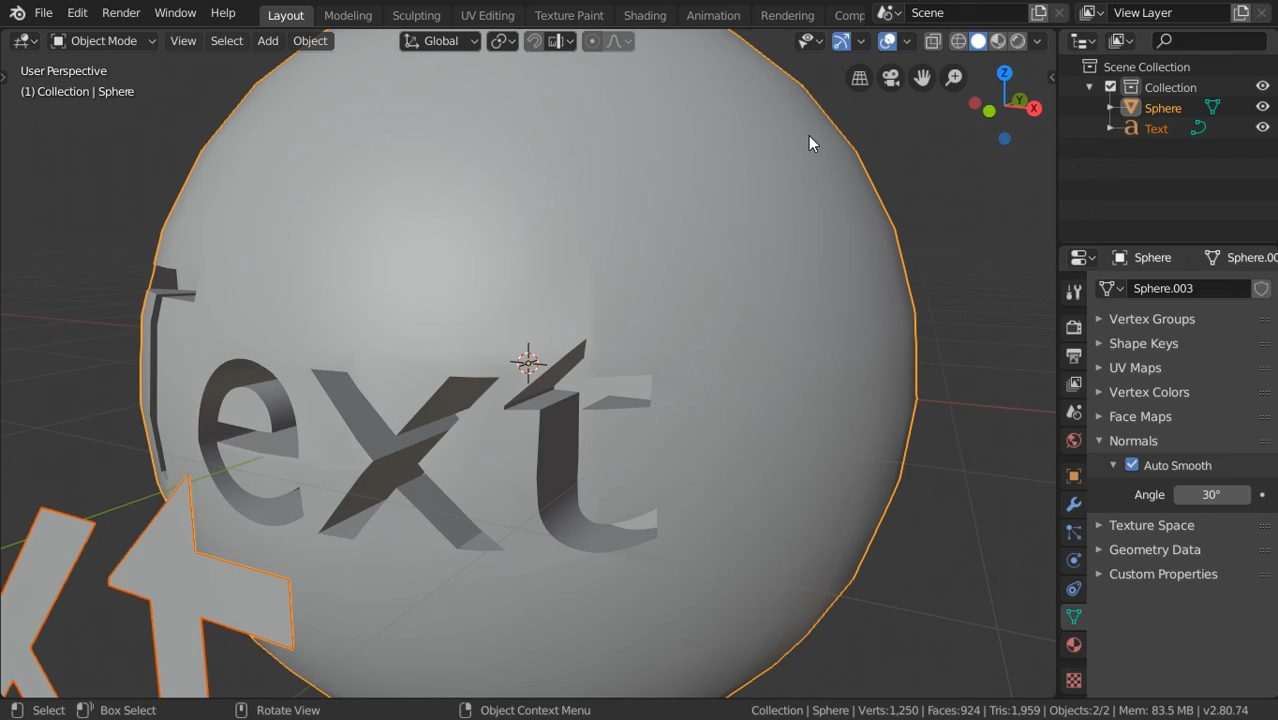 File Edit Render Window Help Layout Modeling Sculpting UV Editing Texture Paint Shading Animation Rendering Comp Scene View Layer
Object Mode View Select Add Object Global
User Perspective
(1) Collection | Sphere
Z
Y
X
Text
Scene Collection
Collection
Sphere
Text
Sphere Sphere.00
Sphere.003
Vertex Groups
Shape Keys
UV Maps
Vertex Colors
Face Maps
Normals
Auto Smooth
Angle 30°
Texture Space
Geometry Data
Custom Properties
Select Box Select Rotate View Object Context Menu Collection | Sphere | Verts:1,250 | Faces:924 | Tris:1,959 | Objects:2/2 | Mem: 83.5 MB | v2.80.74